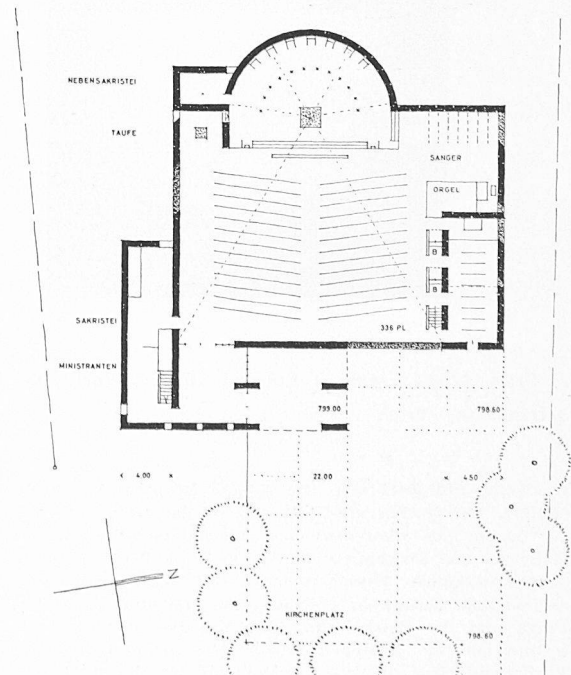 NEBENSAKRISTEI
TAUFE
SÄNGER
ORGEL
B
B
SAKRISTEI
336 PL
MINISTRANTEN
799.00
798.60
4.00
22.00
4.50
N
KIRCHENPLATZ
798.60